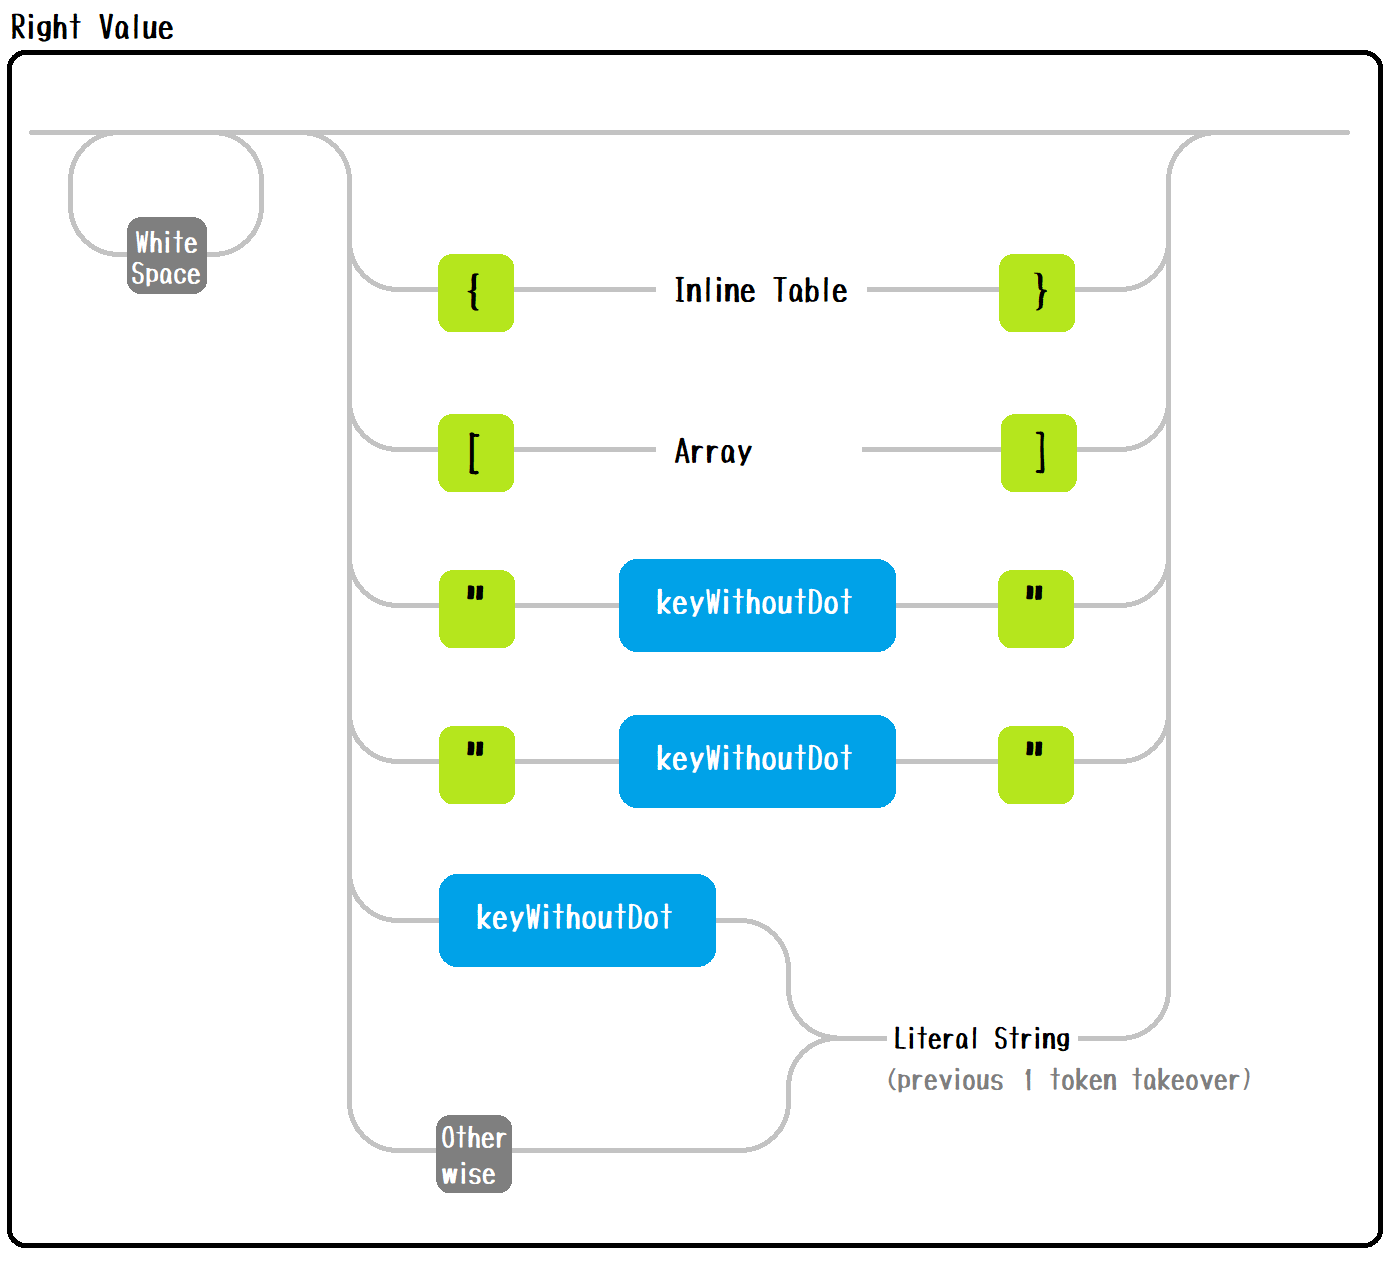 Right Value
White
Space
{ Inline Table }
[ Array ]
" keyWithoutDot "
" keyWithoutDot "
keyWithoutDot
Literal String
(previous 1 token takeover)
Other
wise